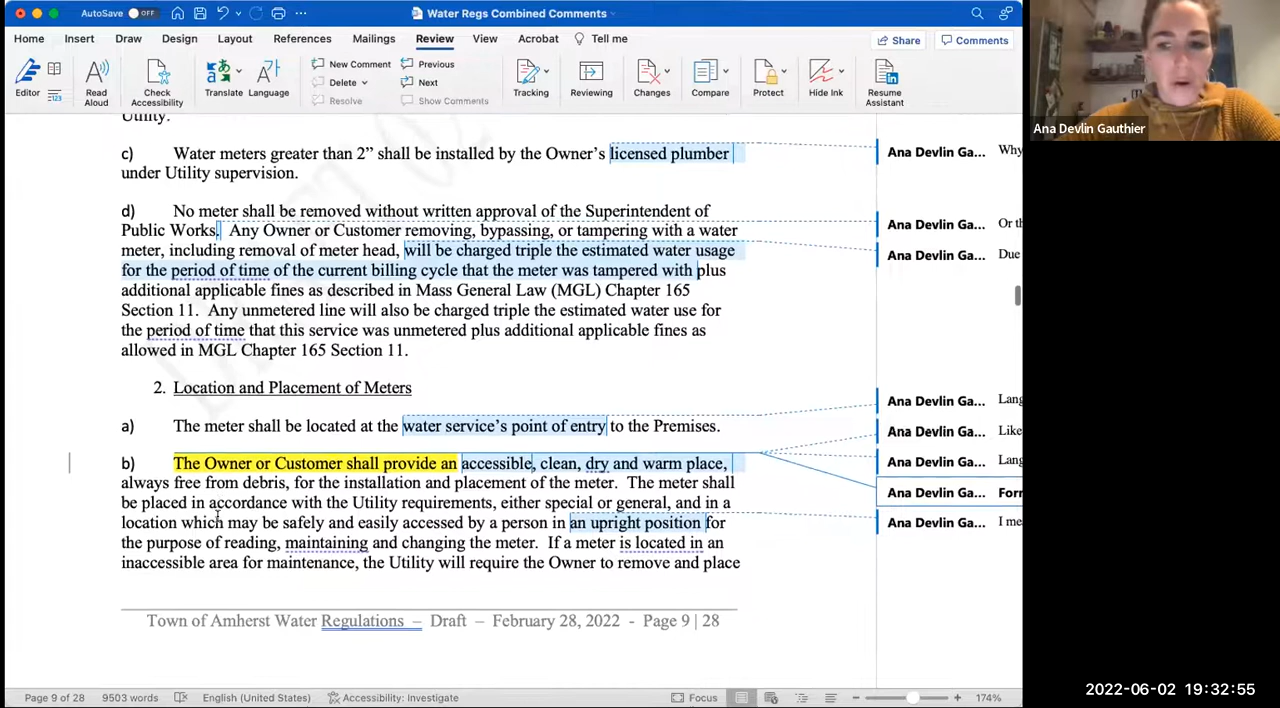 AutoSave OFF
Water Regs Combined Comments
Home Insert Draw Design Layout References Mailings Review View Acrobat Tell me Share Comments
Editor
Read Aloud
Check Accessibility
Translate
Language
New Comment
Delete
Resolve
Previous
Next
Show Comments
Tracking
Reviewing
Changes
Compare
Protect
Hide Ink
Resume Assistant
Utility.
c) Water meters greater than 2” shall be installed by the Owner’s licensed plumber
under Utility supervision.
d) No meter shall be removed without written approval of the Superintendent of
Public Works. Any Owner or Customer removing, bypassing, or tampering with a water
meter, including removal of meter head, will be charged triple the estimated water usage
for the period of time of the current billing cycle that the meter was tampered with plus
additional applicable fines as described in Mass General Law (MGL) Chapter 165
Section 11. Any unmetered line will also be charged triple the estimated water use for
the period of time that this service was unmetered plus additional applicable fines as
allowed in MGL Chapter 165 Section 11.
2. Location and Placement of Meters
a) The meter shall be located at the water service’s point of entry to the Premises.
b) The Owner or Customer shall provide an accessible, clean, dry and warm place,
always free from debris, for the installation and placement of the meter. The meter shall
be placed in accordance with the Utility requirements, either special or general, and in a
location which may be safely and easily accessed by a person in an upright position for
the purpose of reading, maintaining and changing the meter. If a meter is located in an
inaccessible area for maintenance, the Utility will require the Owner to remove and place
Town of Amherst Water Regulations – Draft – February 28, 2022 - Page 9 | 28
Ana Devlin Ga... Why
Ana Devlin Ga... Or th
Ana Devlin Ga... Due
Ana Devlin Ga... Lang
Ana Devlin Ga... Like
Ana Devlin Ga... Lang
Ana Devlin Ga... Forn
Ana Devlin Ga... I me
Page 9 of 28 9503 words English (United States) Accessibility: Investigate Focus 174%
Ana Devlin Gauthier
2022-06-02 19:32:55